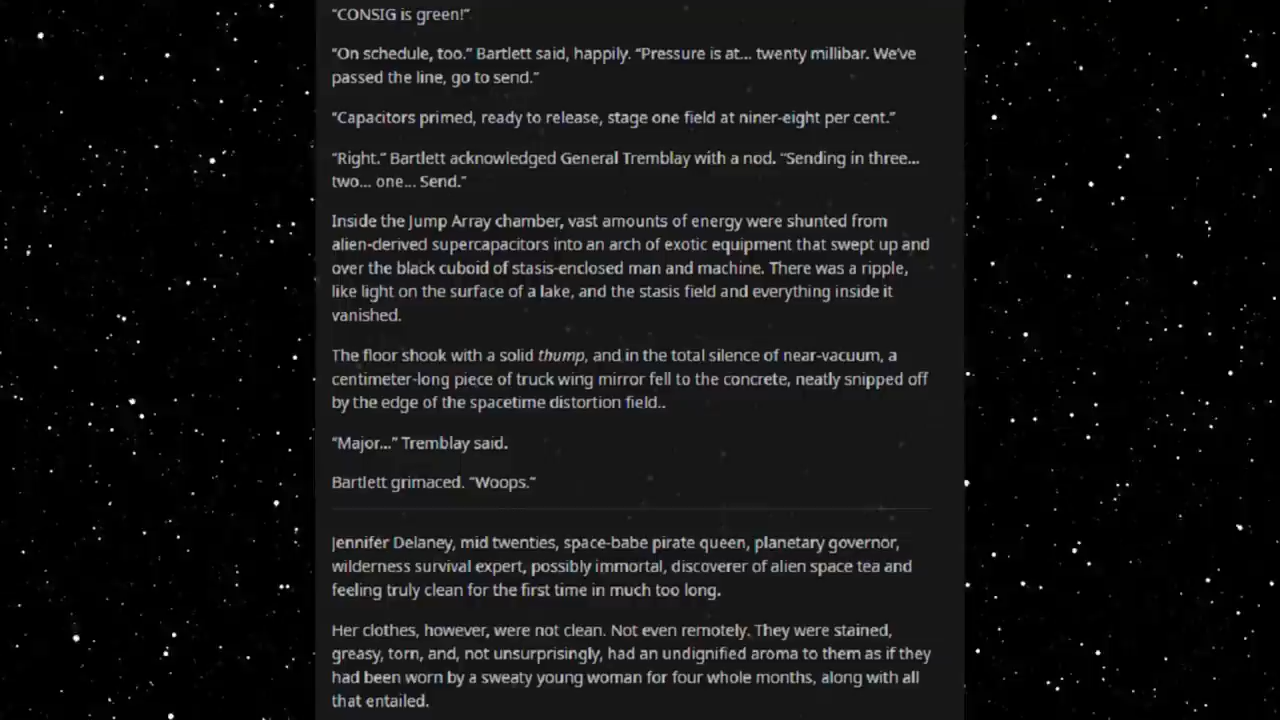 “CONSIG is green!”
“On schedule, too.” Bartlett said, happily. “Pressure is at... twenty millibar. We’ve
passed the line, go to send.”
“Capacitors primed, ready to release, stage one field at niner-eight per cent.”
“Right.” Bartlett acknowledged General Tremblay with a nod. “Sending in three...
two... one... Send.”
Inside the Jump Array chamber, vast amounts of energy were shunted from
alien-derived supercapacitors into an arch of exotic equipment that swept up and
over the black cuboid of stasis-enclosed man and machine. There was a ripple,
like light on the surface of a lake, and the stasis field and everything inside it
vanished.
The floor shook with a solid thump, and in the total silence of near-vacuum, a
centimeter-long piece of truck wing mirror fell to the concrete, neatly snipped off
by the edge of the spacetime distortion field..
“Major...” Tremblay said.
Bartlett grimaced. “Woops.”
Jennifer Delaney, mid twenties, space-babe pirate queen, planetary governor,
wilderness survival expert, possibly immortal, discoverer of alien space tea and
feeling truly clean for the first time in much too long.
Her clothes, however, were not clean. Not even remotely. They were stained,
greasy, torn, and, not unsurprisingly, had an undignified aroma to them as if they
had been worn by a sweaty young woman for four whole months, along with all
that entailed.